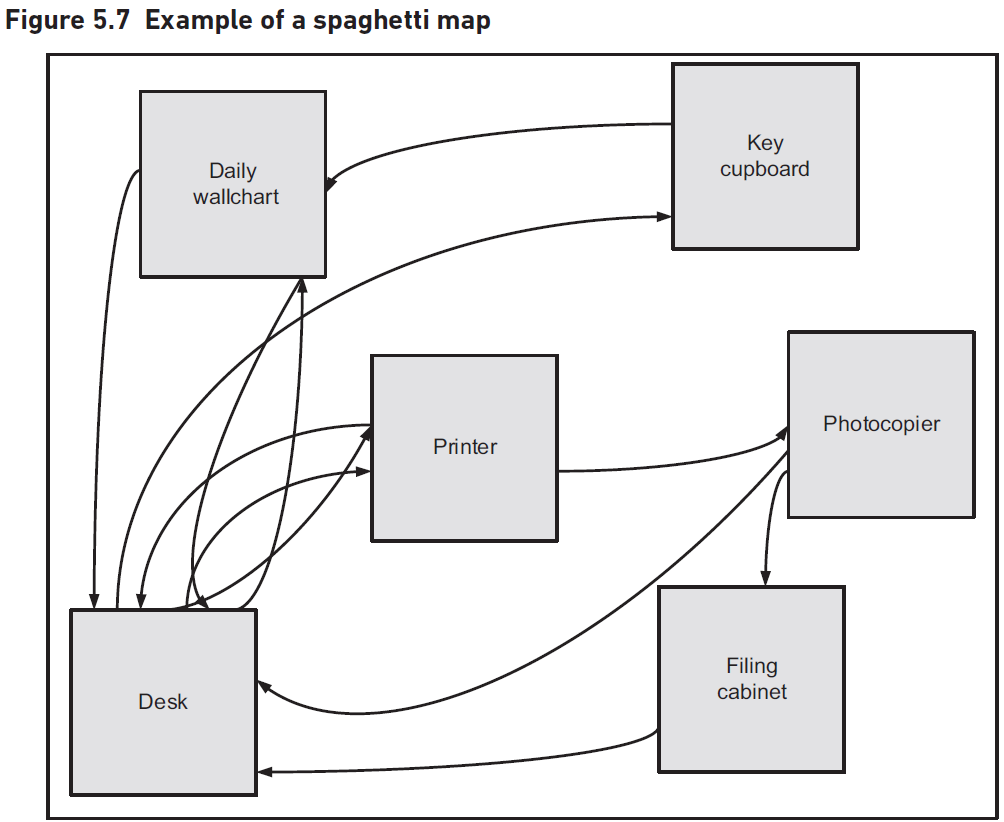 Figure 5.7 Example of a spaghetti map
Daily
wallchart
Key
cupboard
Printer
Photocopier
Desk
Filing
cabinet